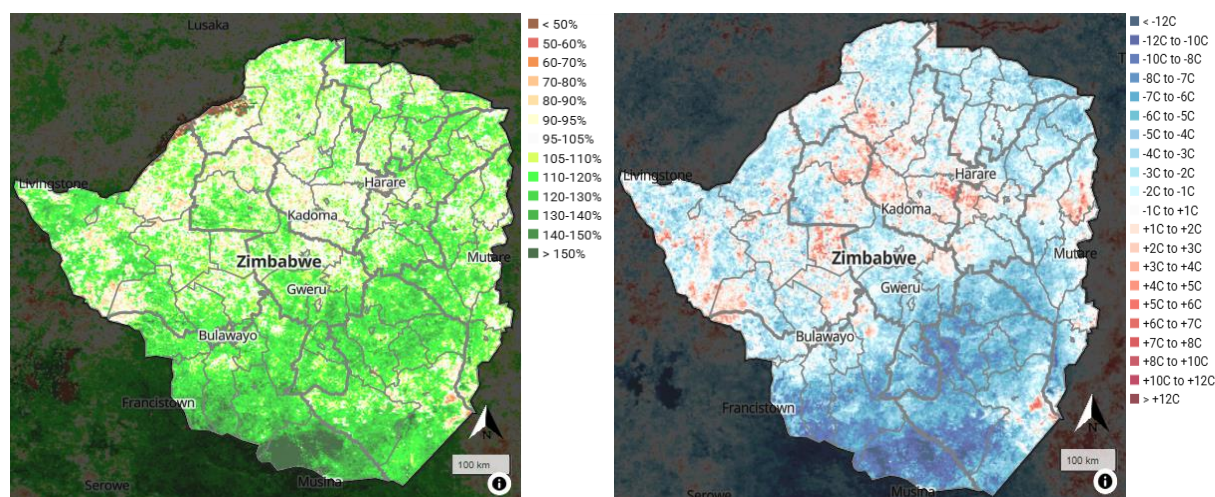 Lusaka
Livingstone
Harare
Kadoma
Zimbabwe
Mutare
Gweru
Bulawayo
Francistown
N
100 km
Musina
Serowe
< 50%
50-60%
60-70%
70-80%
80-90%
90-95%
95-105%
105-110%
110-120%
120-130%
130-140%
140-150%
> 150%
Livingstone
Harare
Kadoma
Zimbabwe
Mutare
Gweru
Bulawayo
Francistown
N
100 km
Musina
Serowe
< -12C
-12C to -10C
-10C to -8C
-8C to -7C
-7C to -6C
-6C to -5C
-5C to -4C
-4C to -3C
-3C to -2C
-2C to -1C
-1C to +1C
+1C to +2C
+2C to +3C
+3C to +4C
+4C to +5C
+5C to +6C
+6C to +7C
+7C to +8C
+8C to +10C
+10C to +12C
> +12C